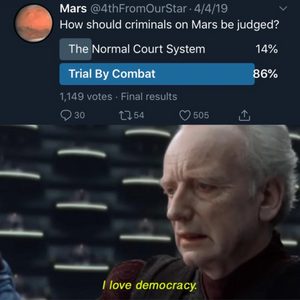 Mars @4thFromOurStar · 4/4/19
How should criminals on Mars be judged?
The Normal Court System 14%
Trial By Combat 86%
1,149 votes · Final results
30 54 505
I love democracy.